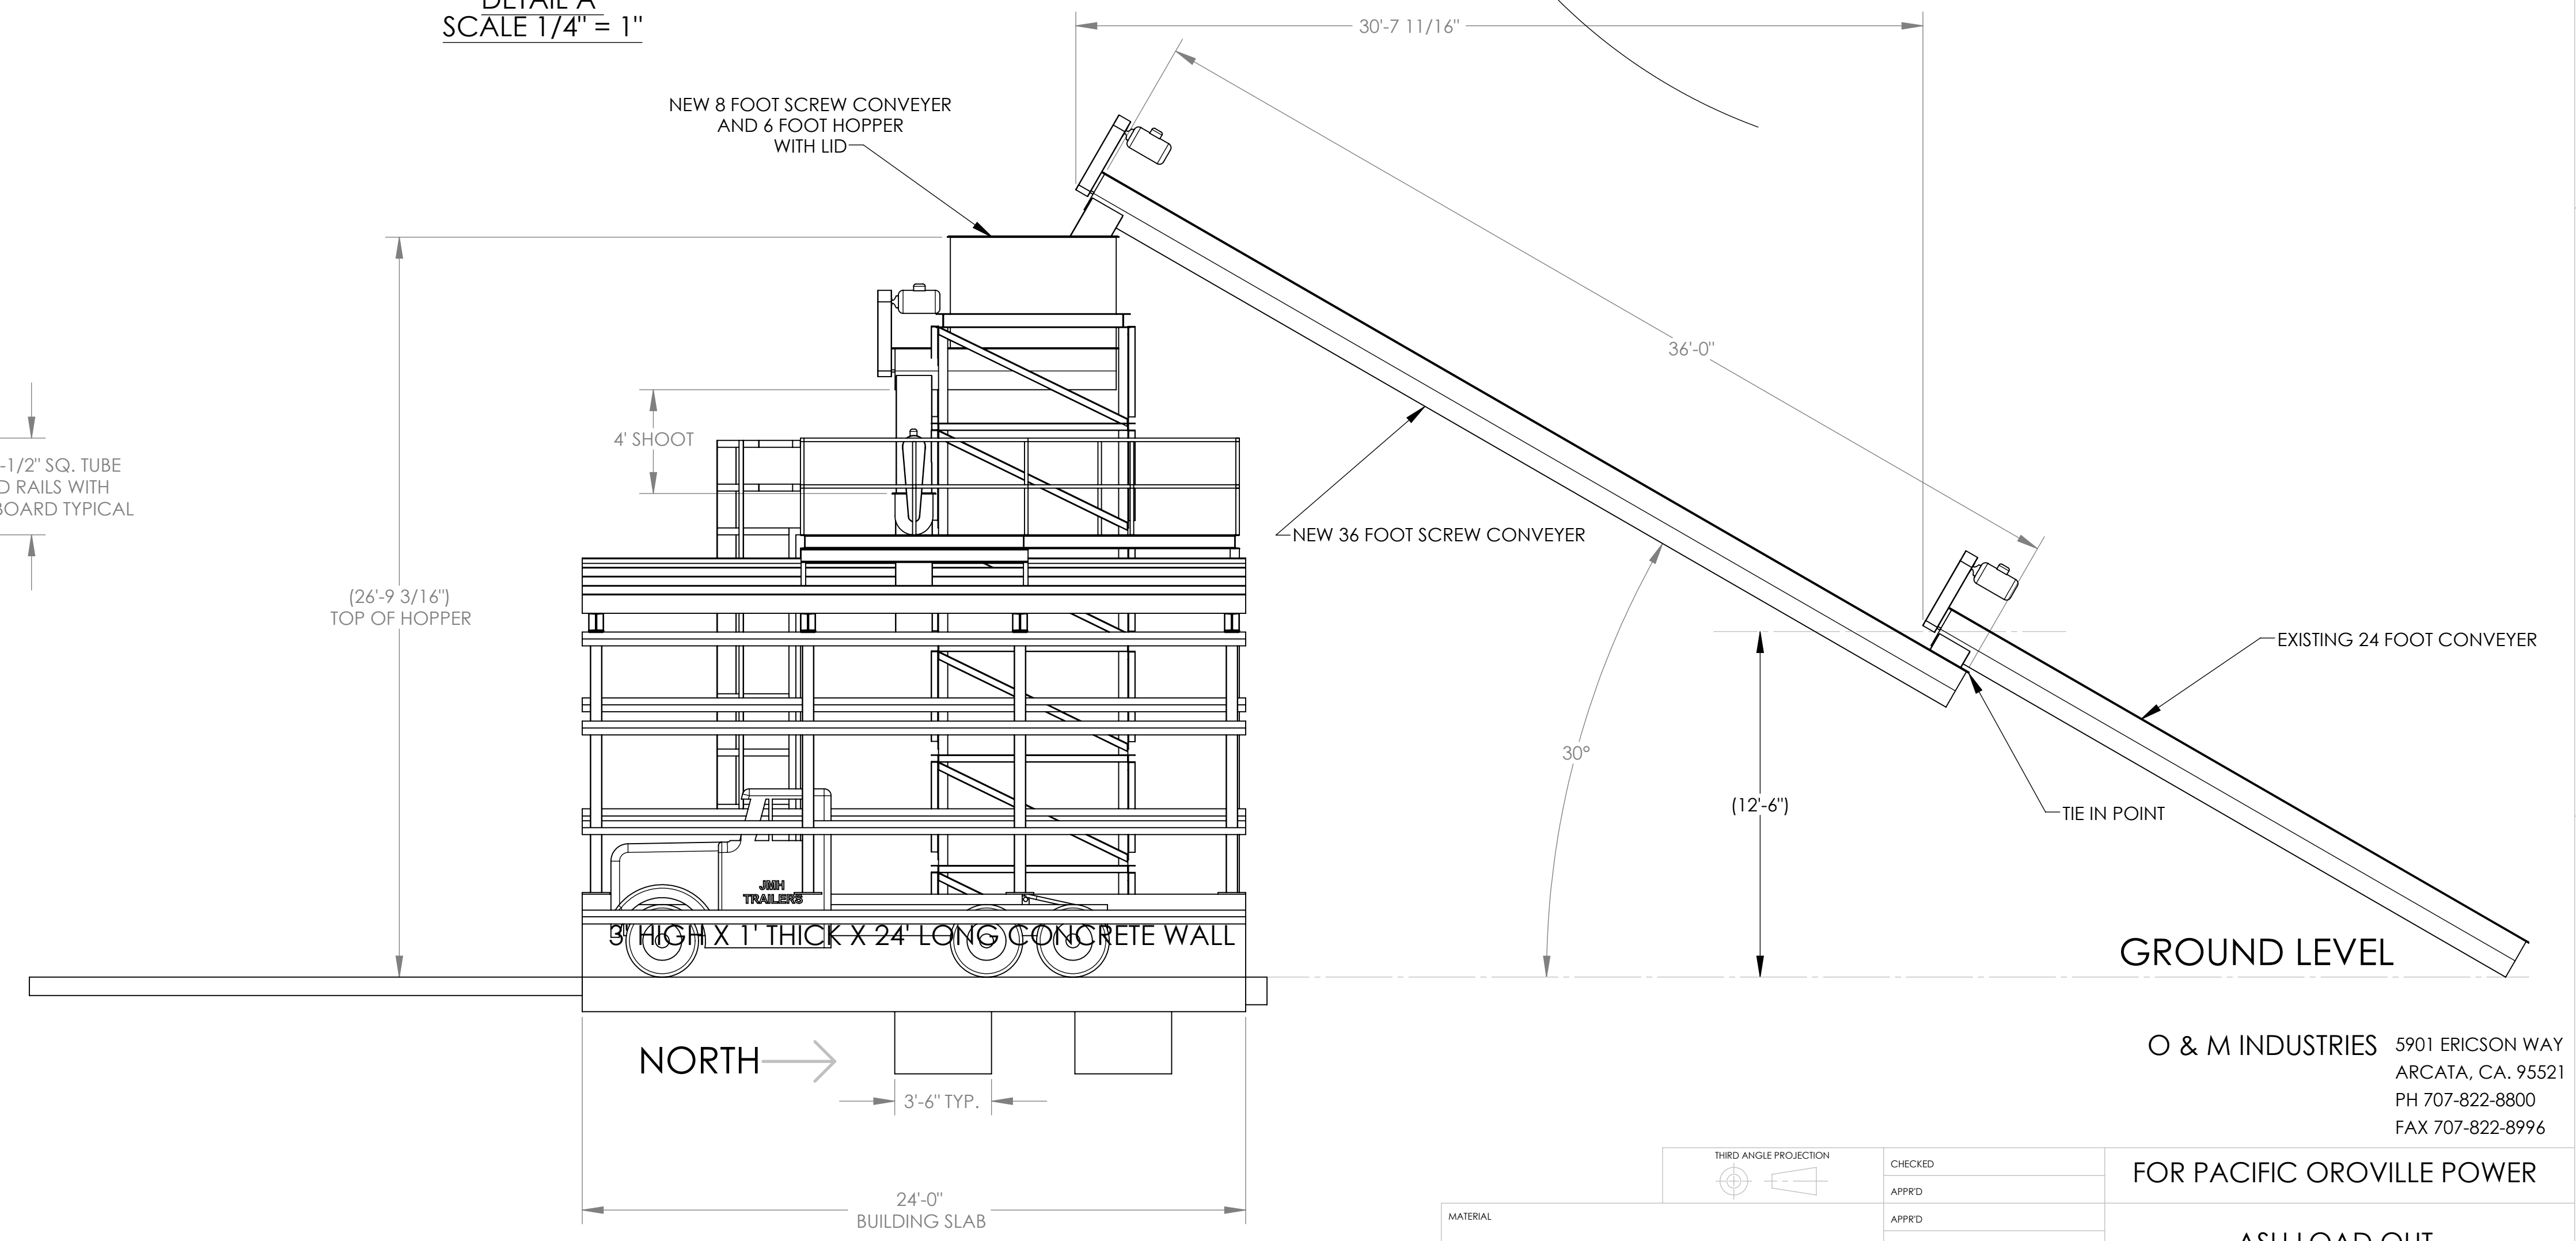 DETAIL A
SCALE 1/4" = 1"
30'-7 11/16"
NEW 8 FOOT SCREW CONVEYER
AND 6 FOOT HOPPER
WITH LID
36'-0"
4' SHOOT
-1/2" SQ. TUBE
D RAILS WITH
BOARD TYPICAL
NEW 36 FOOT SCREW CONVEYER
(26'-9 3/16")
TOP OF HOPPER
EXISTING 24 FOOT CONVEYER
30°
(12'-6")
TIE IN POINT
JMH
TRAILERS
3' HIGH X 1' THICK X 24' LONG CONCRETE WALL
GROUND LEVEL
NORTH
3'-6" TYP.
24'-0"
BUILDING SLAB
O & M INDUSTRIES
5901 ERICSON WAY
ARCATA, CA. 95521
PH 707-822-8800
FAX 707-822-8996
THIRD ANGLE PROJECTION
CHECKED
APPR'D
FOR PACIFIC OROVILLE POWER
MATERIAL
APPR'D
ASH LOAD OUT